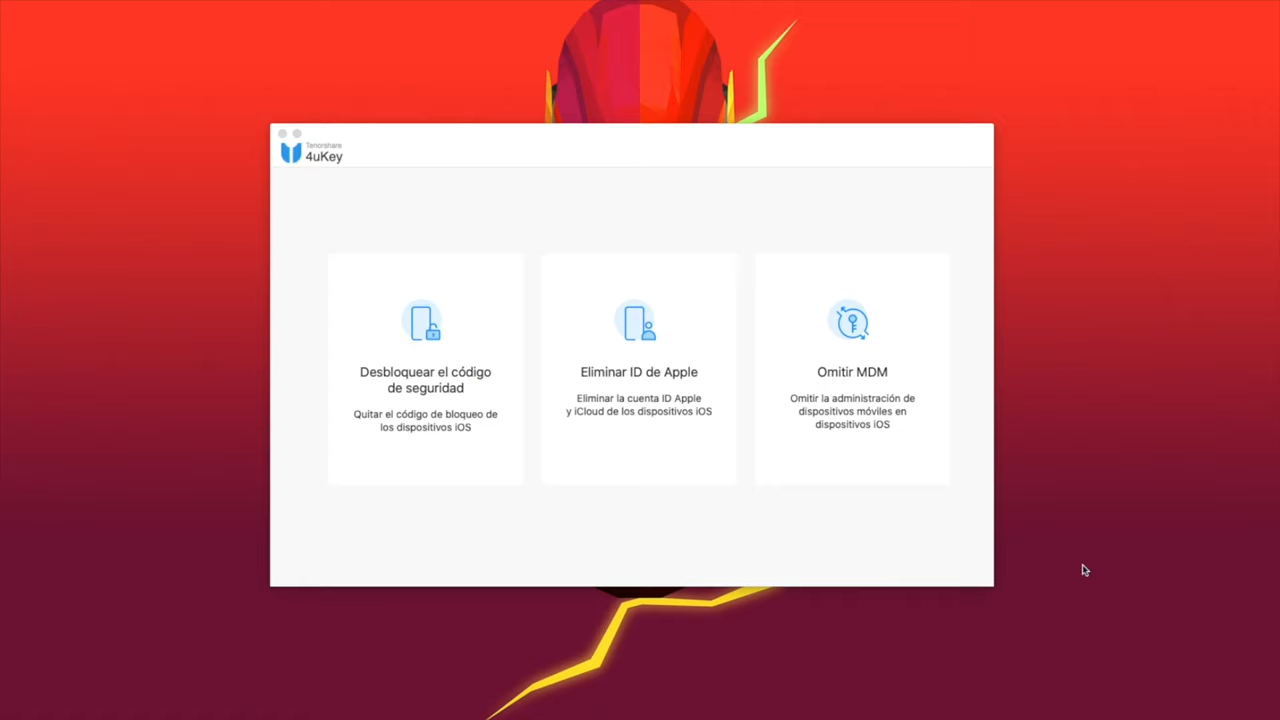 Tenorshare
4uKey
Desbloquear el código
de seguridad
Quitar el código de bloqueo de
los dispositivos iOS
Eliminar ID de Apple
Eliminar la cuenta ID Apple
y iCloud de los dispositivos iOS
Omitir MDM
Omitir la administración de
dispositivos móviles en
dispositivos iOS